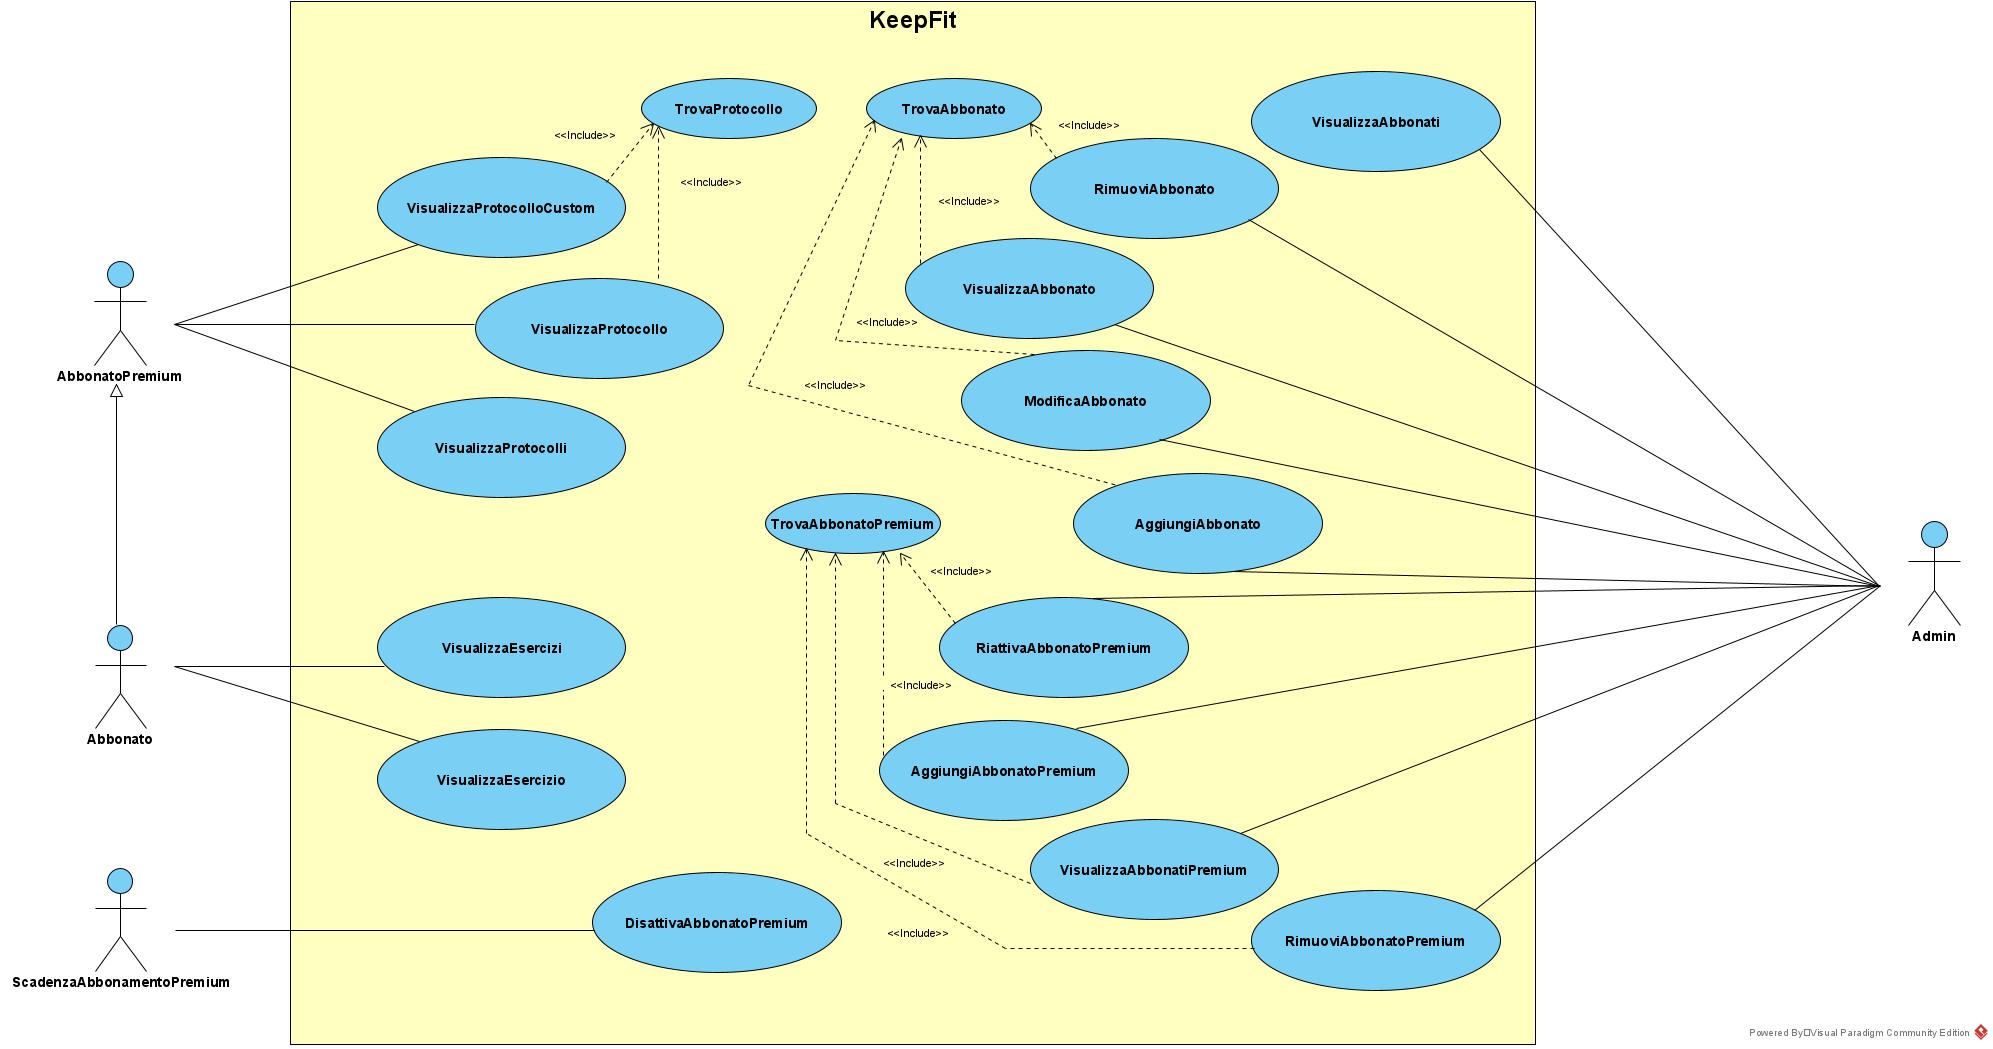 KeepFit
TrovaProtocollo
TrovaAbbonato
VisualizzaAbbonati
<<Include>>
<<Include>>
<<Include>>
RimuoviAbbonato
VisualizzaProtocolloCustom
<<Include>>
VisualizzaAbbonato
VisualizzaProtocollo
<<Include>>
AbbonatoPremium
<<Include>>
ModificaAbbonato
VisualizzaProtocolli
TrovaAbbonatoPremium
AggiungiAbbonato
<<Include>>
Admin
VisualizzaEsercizi
RiattivaAbbonatoPremium
<<Include>>
Abbonato
AggiungiAbbonatoPremium
VisualizzaEsercizio
<<Include>>
VisualizzaAbbonatiPremium
DisattivaAbbonatoPremium
<<Include>>
RimuoviAbbonatoPremium
ScadenzaAbbonamentoPremium
Powered By□Visual Paradigm Community Edition